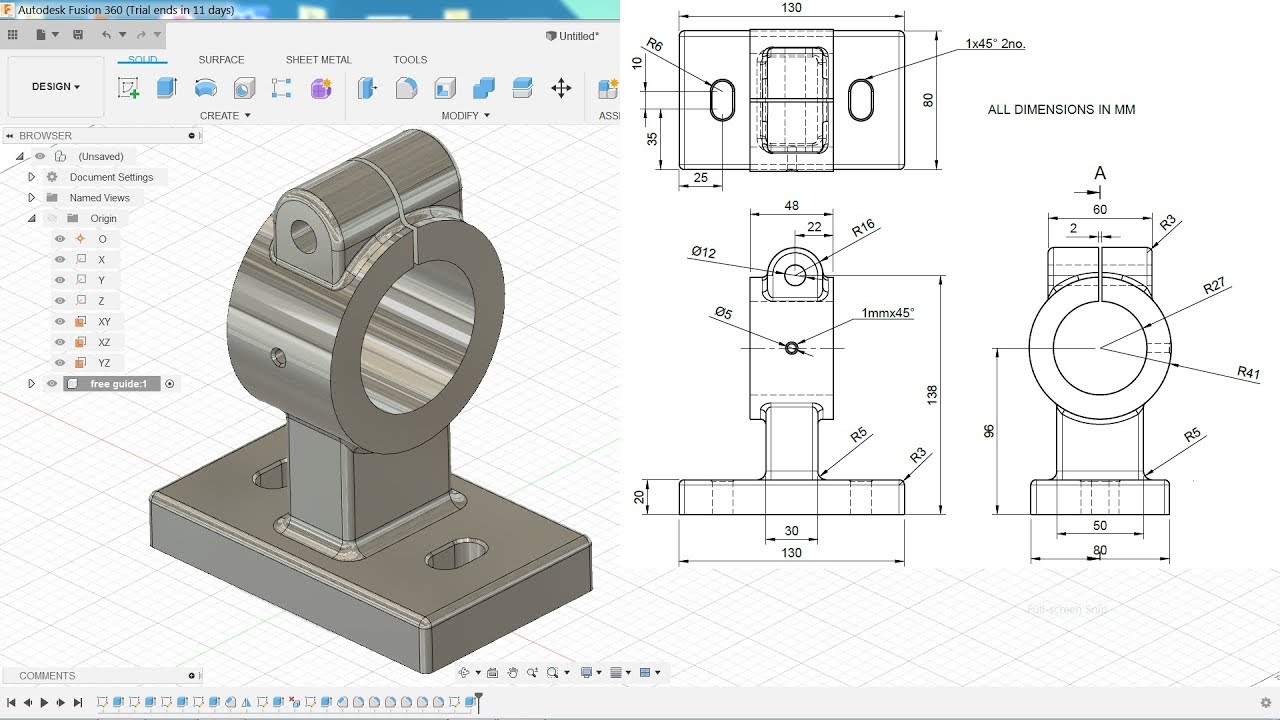 Autodesk Fusion 360 (Trial ends in 11 days)
Untitled*
SOLID SURFACE SHEET METAL TOOLS
DESIGN
CREATE MODIFY ASS
BROWSER
(Unsaved)
Document Settings
Named Views
Origin
O
X
Z
XY
XZ
YZ
free guide:1
COMMENTS
130
R6
10
35
25
80
1x45° 2no.
ALL DIMENSIONS IN MM
48
22
R16
Ø12
Ø5
1mmx45°
138
R5
R3
20
30
130
A
60
2
R3
R27
R41
96
R5
50
80
Full-screen Snip